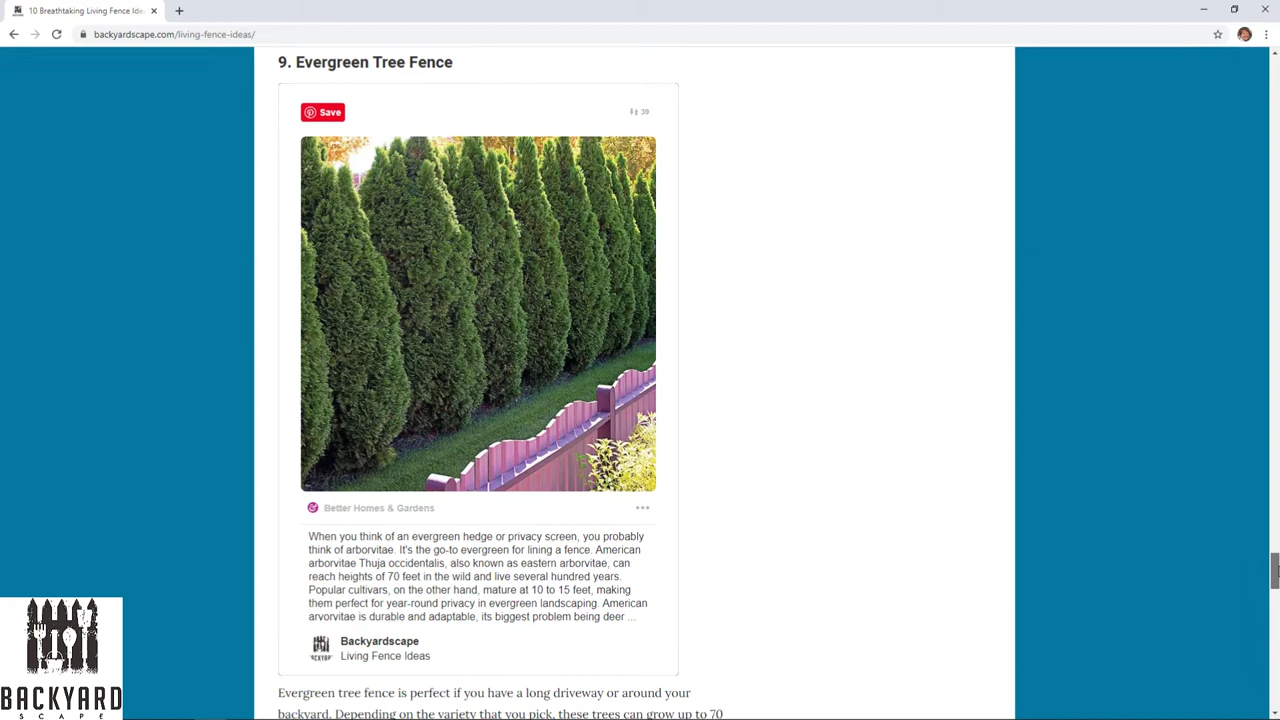 10 Breathtaking Living Fence Ide
backyardscape.com/living-fence-ideas/
9. Evergreen Tree Fence
Save
39
Better Homes & Gardens
When you think of an evergreen hedge or privacy screen, you probably
think of arborvitae. It's the go-to evergreen for lining a fence. American
arborvitae Thuja occidentalis, also known as eastern arborvitae, can
reach heights of 70 feet in the wild and live several hundred years.
Popular cultivars, on the other hand, mature at 10 to 15 feet, making
them perfect for year-round privacy in evergreen landscaping. American
arvorvitae is durable and adaptable, its biggest problem being deer ...
BACKYARD
Backyardscape
Living Fence Ideas
Evergreen tree fence is perfect if you have a long driveway or around your
backyard. Depending on the variety that you pick, these trees can grow up to 70
BACKYARD
SCAPE